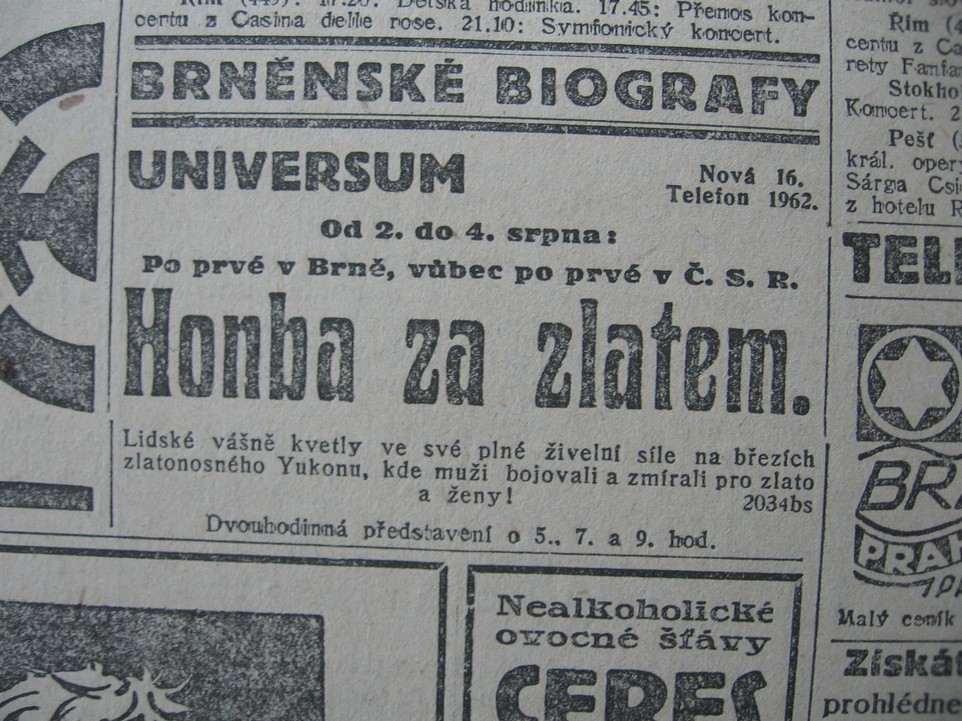 centu z Casina delle rose. 21.10: Symfonický koncert.
BRNĚNSKÉ BIOGRAFY
UNIVERSUM
Nová 16.
Telefon 1962.
Od 2. do 4. srpna:
Po prvé v Brně, vůbec po prvé v Č. S. R.
Honba za zlatem.
Lidské vášně kvetly ve své plné živelní síle na březích
zlatonosného Yukonu, kde muži bojovali a zmírali pro zlato
a ženy!
2034bs
Dvouhodinná představení o 5., 7. a 9. hod.
Nealkoholické
ovocné šťávy
CERES
Řím (4
centu z Ca
rety Fanfa
Stokho
Koncert. 2
Pešť (
král. opery
Sárga Csi
z hotelu R
TEL
BRA
PRAH
Malý ceník
Získát
prohlédne